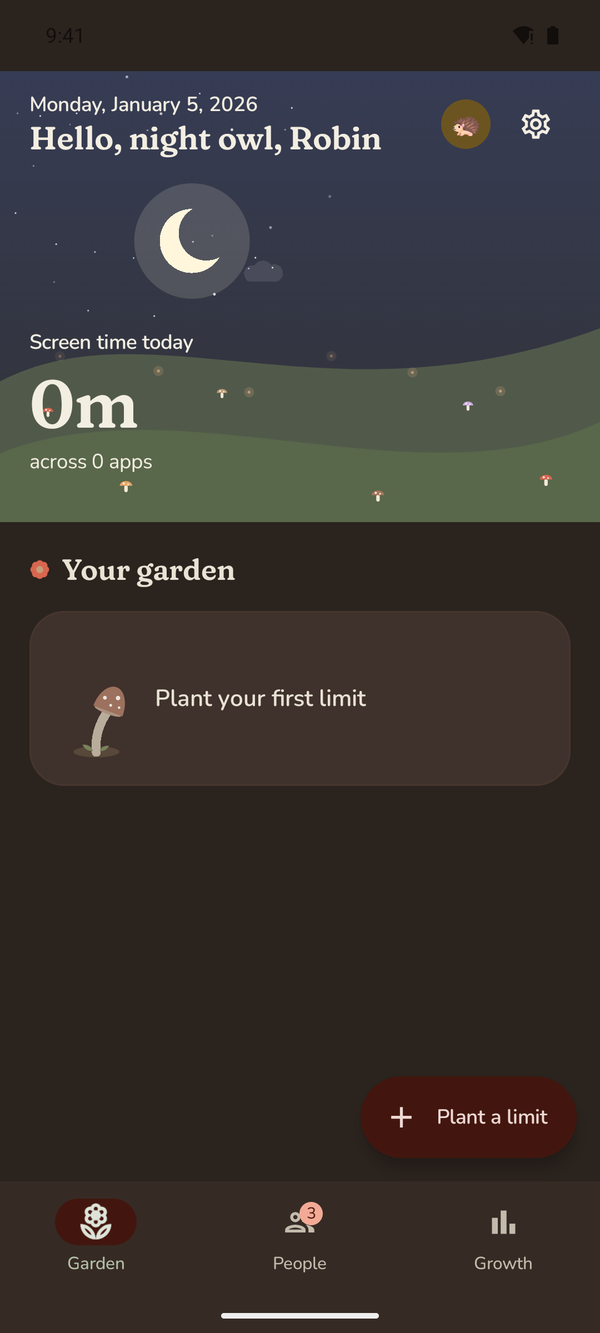 9:41
Monday, January 5, 2026
Hello, night owl, Robin
Screen time today
0m
across 0 apps
Your garden
Plant your first limit
Plant a limit
3
Garden
People
Growth